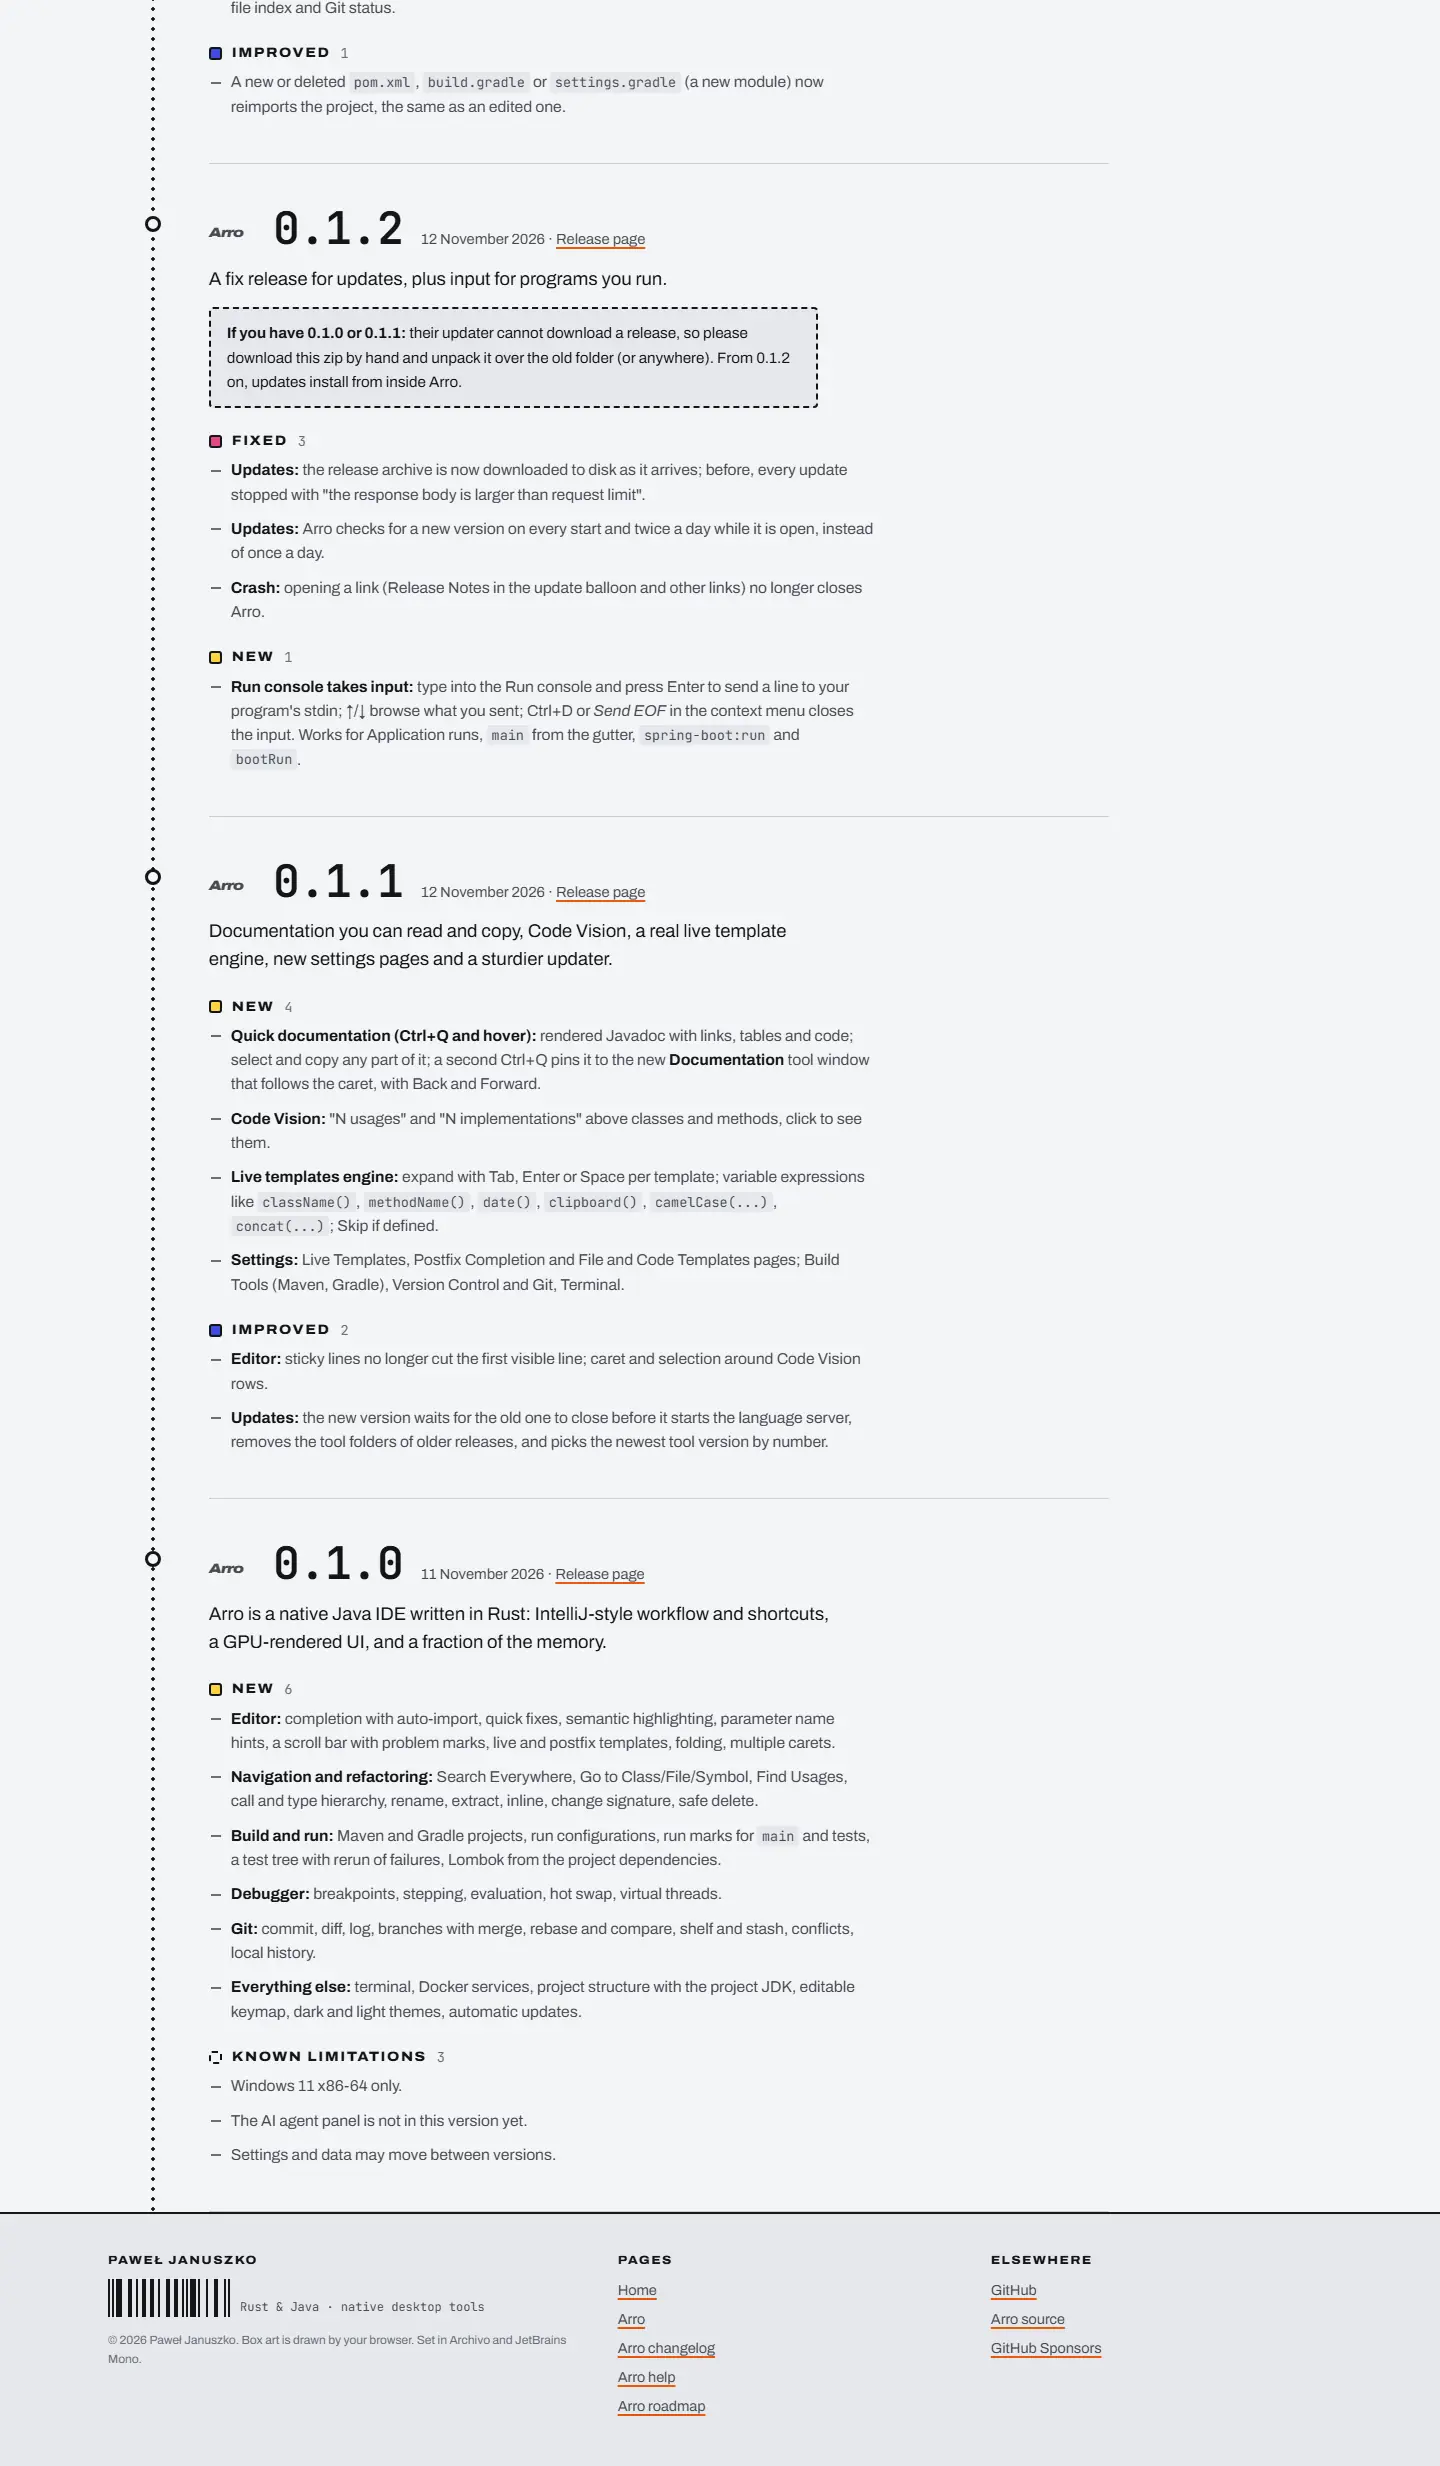 file index and Git status.
IMPROVED 1
— A new or deleted pom.xml, build.gradle or settings.gradle (a new module) now
reimports the project, the same as an edited one.
Arro 0.1.2 12 November 2026 · Release page
A fix release for updates, plus input for programs you run.
If you have 0.1.0 or 0.1.1: their updater cannot download a release, so please
download this zip by hand and unpack it over the old folder (or anywhere). From 0.1.2
on, updates install from inside Arro.
FIXED 3
— Updates: the release archive is now downloaded to disk as it arrives; before, every update
stopped with "the response body is larger than request limit".
— Updates: Arro checks for a new version on every start and twice a day while it is open, instead
of once a day.
— Crash: opening a link (Release Notes in the update balloon and other links) no longer closes
Arro.
NEW 1
— Run console takes input: type into the Run console and press Enter to send a line to your
program's stdin; ↑/↓ browse what you sent; Ctrl+D or Send EOF in the context menu closes
the input. Works for Application runs, main from the gutter, spring-boot:run and
bootRun.
Arro 0.1.1 12 November 2026 · Release page
Documentation you can read and copy, Code Vision, a real live template
engine, new settings pages and a sturdier updater.
NEW 4
— Quick documentation (Ctrl+Q and hover): rendered Javadoc with links, tables and code;
select and copy any part of it; a second Ctrl+Q pins it to the new Documentation tool window
that follows the caret, with Back and Forward.
— Code Vision: "N usages" and "N implementations" above classes and methods, click to see
them.
— Live templates engine: expand with Tab, Enter or Space per template; variable expressions
like className(), methodName(), date(), clipboard(), camelCase(...),
concat(...); Skip if defined.
— Settings: Live Templates, Postfix Completion and File and Code Templates pages; Build
Tools (Maven, Gradle), Version Control and Git, Terminal.
IMPROVED 2
— Editor: sticky lines no longer cut the first visible line; caret and selection around Code Vision
rows.
— Updates: the new version waits for the old one to close before it starts the language server,
removes the tool folders of older releases, and picks the newest tool version by number.
Arro 0.1.0 11 November 2026 · Release page
Arro is a native Java IDE written in Rust: IntelliJ-style workflow and shortcuts,
a GPU-rendered UI, and a fraction of the memory.
NEW 6
— Editor: completion with auto-import, quick fixes, semantic highlighting, parameter name
hints, a scroll bar with problem marks, live and postfix templates, folding, multiple carets.
— Navigation and refactoring: Search Everywhere, Go to Class/File/Symbol, Find Usages,
call and type hierarchy, rename, extract, inline, change signature, safe delete.
— Build and run: Maven and Gradle projects, run configurations, run marks for main and tests,
a test tree with rerun of failures, Lombok from the project dependencies.
— Debugger: breakpoints, stepping, evaluation, hot swap, virtual threads.
— Git: commit, diff, log, branches with merge, rebase and compare, shelf and stash, conflicts,
local history.
— Everything else: terminal, Docker services, project structure with the project JDK, editable
keymap, dark and light themes, automatic updates.
KNOWN LIMITATIONS 3
— Windows 11 x86-64 only.
— The AI agent panel is not in this version yet.
— Settings and data may move between versions.
PAWEŁ JANUSZKO
Rust & Java · native desktop tools
© 2026 Paweł Januszko. Box art is drawn by your browser. Set in Archivo and JetBrains
Mono.
PAGES
Home
Arro
Arro changelog
Arro help
Arro roadmap
ELSEWHERE
GitHub
Arro source
GitHub Sponsors